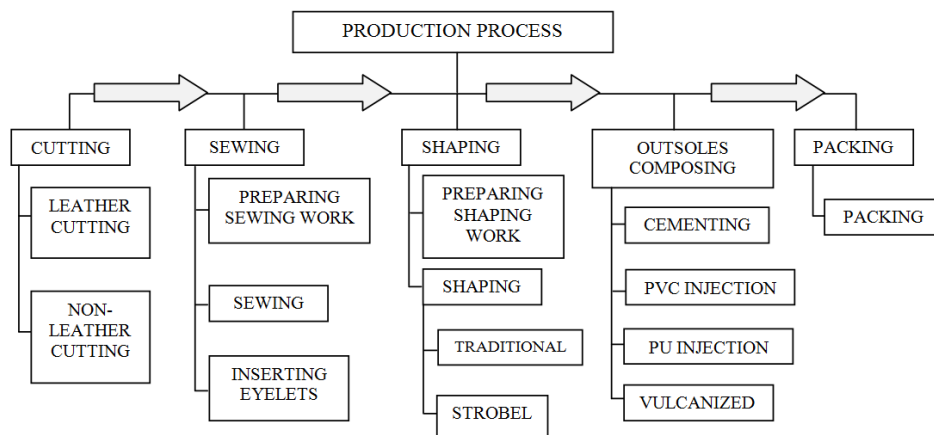 PRODUCTION PROCESS
CUTTING
SEWING
SHAPING
OUTSOLES
COMPOSING
PACKING
LEATHER
CUTTING
NON-
LEATHER
CUTTING
PREPARING
SEWING WORK
SEWING
INSERTING
EYELETS
PREPARING
SHAPING
WORK
SHAPING
TRADITIONAL
STROBEL
CEMENTING
PVC INJECTION
PU INJECTION
VULCANIZED
PACKING